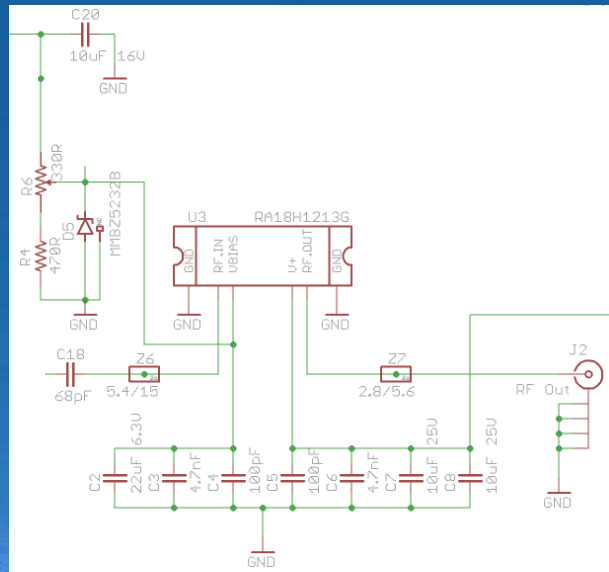 C20
10uF 16V
GND
R6
330R
R4
470R
D5
MMBZ5232B
GND
U3 RA18H1213G
GND
RF.IN
VBIAS
V+
RF.OUT
GND
GND
GND
C18
68pF
Z6
5.4/15
Z7
2.8/5.6
J2
RF Out
GND
C2
22uF
6.3V
C3
4.7nF
C4
100pF
C5
100pF
C6
4.7nF
C7
10uF
25V
C8
10uF
25V
GND